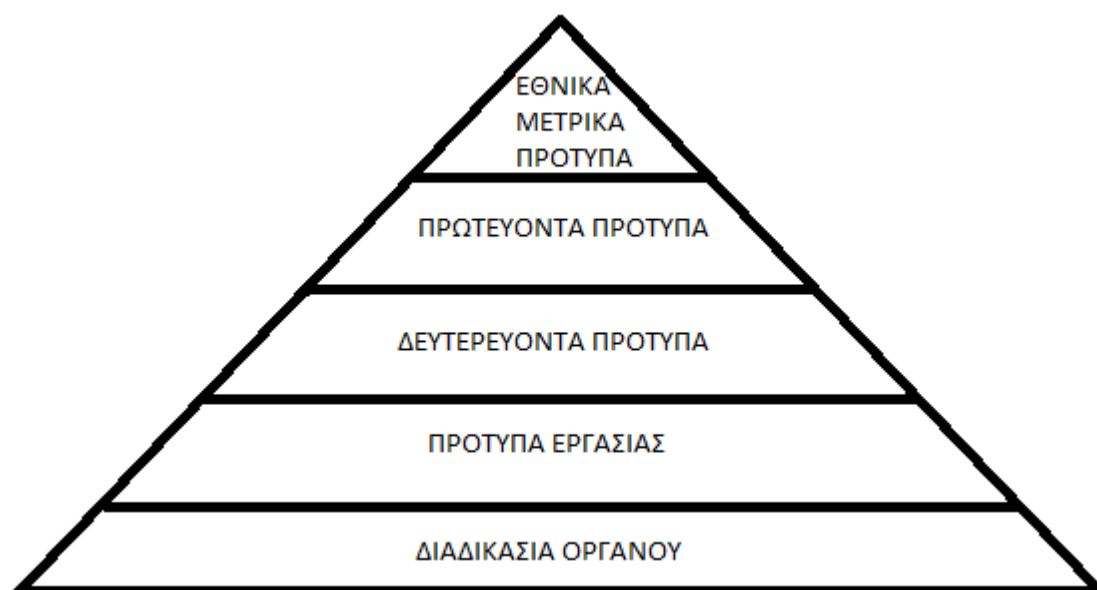 ΕΘΝΙΚΑ
ΜΕΤΡΙΚΑ
ΠΡΟΤΥΠΑ
ΠΡΩΤΕΥΟΝΤΑ ΠΡΟΤΥΠΑ
ΔΕΥΤΕΡΕΥΟΝΤΑ ΠΡΟΤΥΠΑ
ΠΡΟΤΥΠΑ ΕΡΓΑΣΙΑΣ
ΔΙΑΔΙΚΑΣΙΑ ΟΡΓΑΝΟΥ